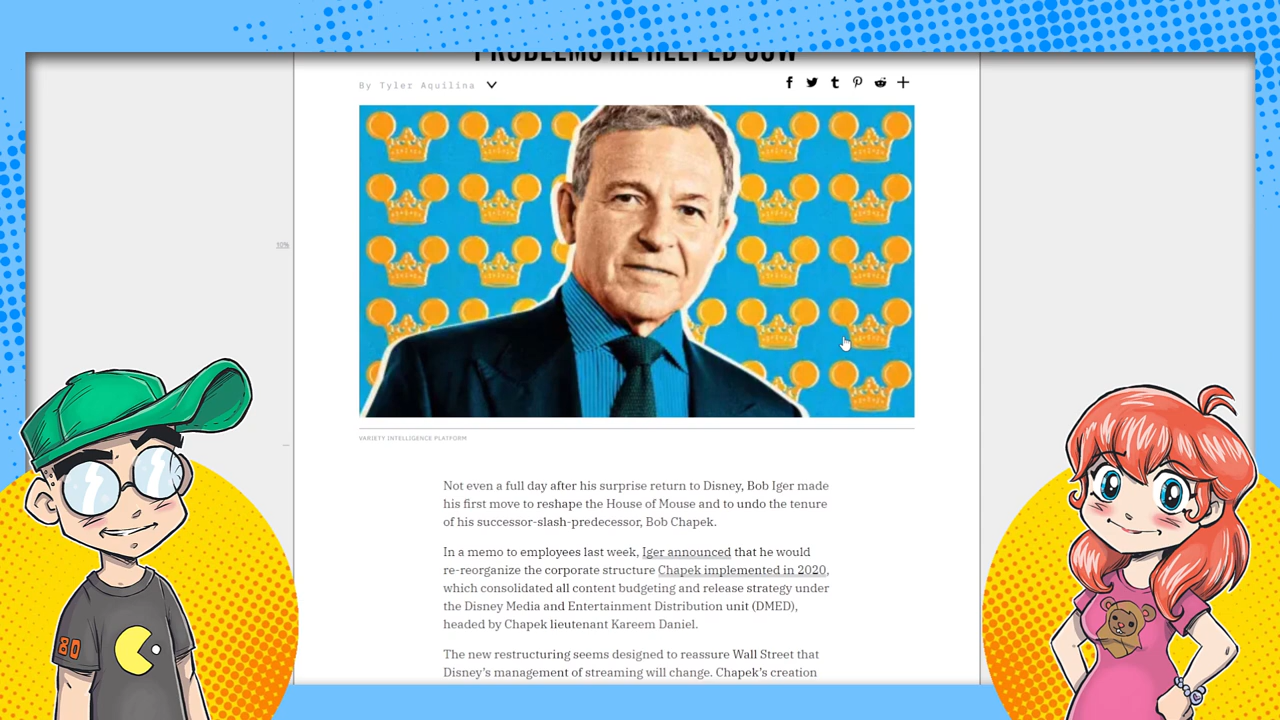 PROBLEMS HE HELPED SOW
By Tyler Aquilina
10%
VARIETY INTELLIGENCE PLATFORM
Not even a full day after his surprise return to Disney, Bob Iger made
his first move to reshape the House of Mouse and to undo the tenure
of his successor-slash-predecessor, Bob Chapek.
In a memo to employees last week, Iger announced that he would
re-reorganize the corporate structure Chapek implemented in 2020,
which consolidated all content budgeting and release strategy under
the Disney Media and Entertainment Distribution unit (DMED),
headed by Chapek lieutenant Kareem Daniel.
The new restructuring seems designed to reassure Wall Street that
Disney's management of streaming will change. Chapek's creation
80